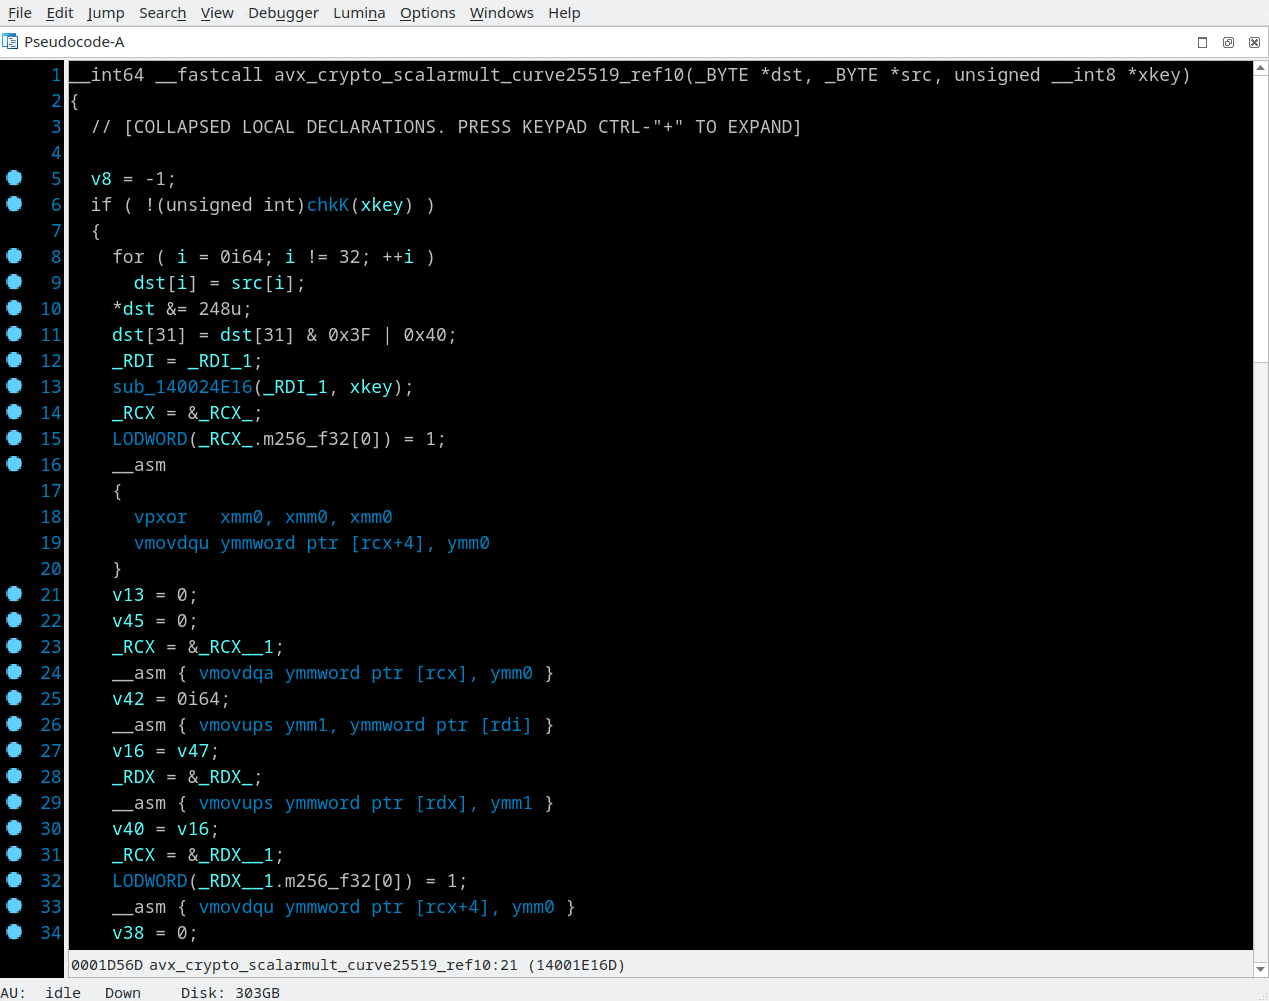 File Edit Jump Search View Debugger Lumina Options Windows Help
Pseudocode-A
1 __int64 __fastcall avx_crypto_scalarmult_curve25519_ref10(_BYTE *dst, _BYTE *src, unsigned __int8 *xkey)
2 {
3   // [COLLAPSED LOCAL DECLARATIONS. PRESS KEYPAD CTRL-"+" TO EXPAND]
4
5   v8 = -1;
6   if ( !(unsigned int)chkK(xkey) )
7   {
8     for ( i = 0i64; i != 32; ++i )
9       dst[i] = src[i];
10     *dst &= 248u;
11     dst[31] = dst[31] & 0x3F | 0x40;
12     _RDI = _RDI_1;
13     sub_140024E16(_RDI_1, xkey);
14     _RCX = &_RCX_;
15     LODWORD(_RCX_.m256_f32[0]) = 1;
16     __asm
17     {
18       vpxor   xmm0, xmm0, xmm0
19       vmovdqu ymmword ptr [rcx+4], ymm0
20     }
21     v13 = 0;
22     v45 = 0;
23     _RCX = &_RCX__1;
24     __asm { vmovdqa ymmword ptr [rcx], ymm0 }
25     v42 = 0i64;
26     __asm { vmovups ymm1, ymmword ptr [rdi] }
27     v16 = v47;
28     _RDX = &_RDX_;
29     __asm { vmovups ymmword ptr [rdx], ymm1 }
30     v40 = v16;
31     _RCX = &_RDX__1;
32     LODWORD(_RDX__1.m256_f32[0]) = 1;
33     __asm { vmovdqu ymmword ptr [rcx+4], ymm0 }
34     v38 = 0;
0001D56D avx_crypto_scalarmult_curve25519_ref10:21 (14001E16D)
AU: idle Down Disk: 303GB